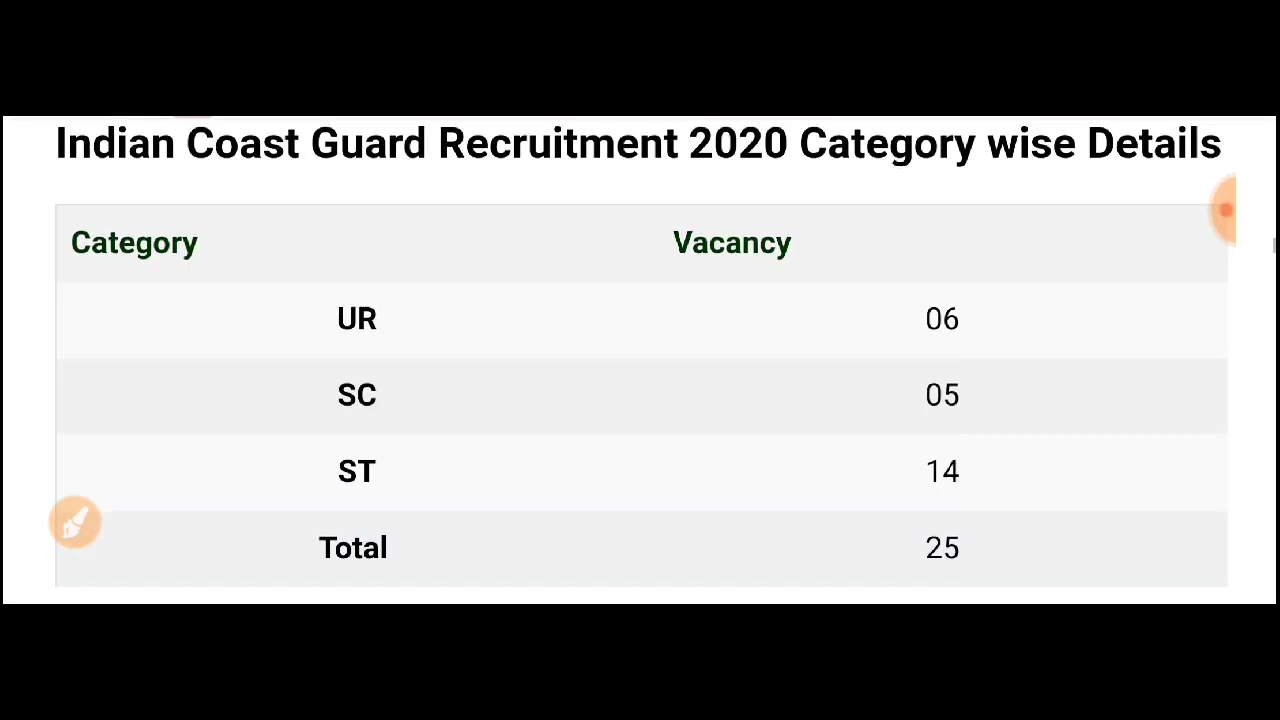 Indian Coast Guard Recruitment 2020 Category wise Details
Category Vacancy
UR 06
SC 05
ST 14
Total 25